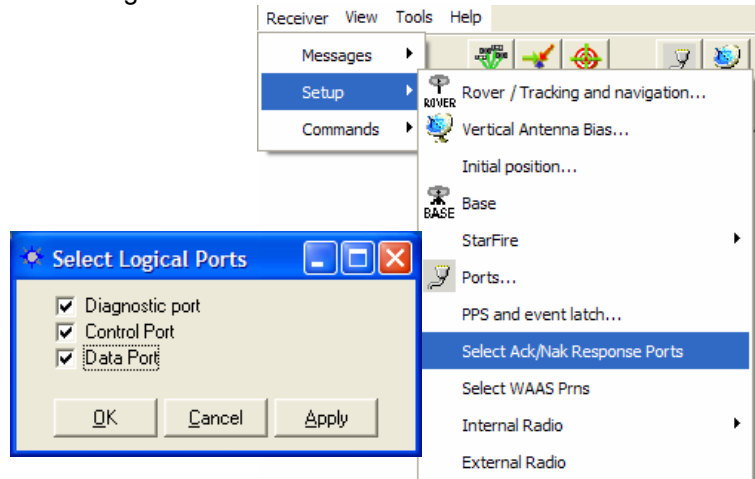 Receiver View Tools Help
Messages
Setup
Commands
ROVER Rover / Tracking and navigation...
Vertical Antenna Bias...
Initial position...
BASE Base
StarFire
Ports...
PPS and event latch...
Select Ack/Nak Response Ports
Select WAAS Prns
Internal Radio
External Radio
Select Logical Ports
Diagnostic port
Control Port
Data Port
OK Cancel Apply